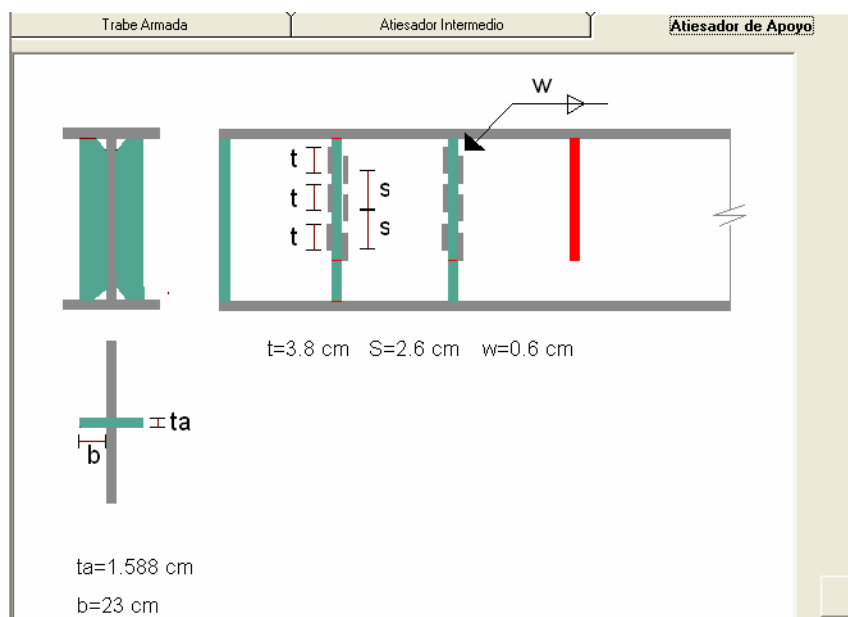 Trabe Armada
Atiesador Intermedio
Atiesador de Apoyo
w
t
t
t
s
s
t=3.8 cm S=2.6 cm w=0.6 cm
ta
b
ta=1.588 cm
b=23 cm